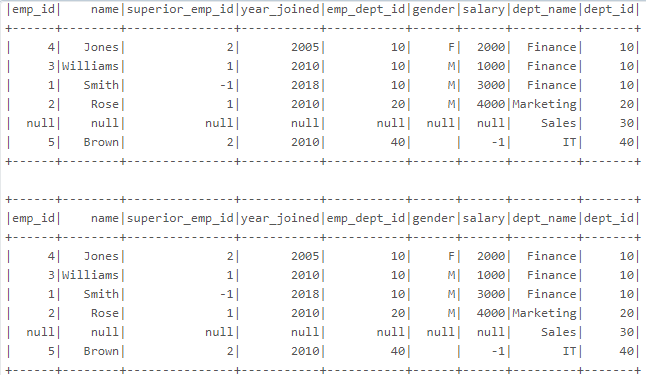 |emp_id|    name|superior_emp_id|year_joined|emp_dept_id|gender|salary|dept_name|dept_id|
+------+--------+---------------+-----------+-----------+------+------+---------+-------+
|     4|   Jones|              2|       2005|         10|     F|  2000|  Finance|     10|
|     3|Williams|              1|       2010|         10|     M|  1000|  Finance|     10|
|     1|   Smith|             -1|       2018|         10|     M|  3000|  Finance|     10|
|     2|    Rose|              1|       2010|         20|     M|  4000|Marketing|     20|
|  null|    null|           null|       null|       null|  null|  null|    Sales|     30|
|     5|   Brown|              2|       2010|         40|      |    -1|       IT|     40|
+------+--------+---------------+-----------+-----------+------+------+---------+-------+
+------+--------+---------------+-----------+-----------+------+------+---------+-------+
|emp_id|    name|superior_emp_id|year_joined|emp_dept_id|gender|salary|dept_name|dept_id|
+------+--------+---------------+-----------+-----------+------+------+---------+-------+
|     4|   Jones|              2|       2005|         10|     F|  2000|  Finance|     10|
|     3|Williams|              1|       2010|         10|     M|  1000|  Finance|     10|
|     1|   Smith|             -1|       2018|         10|     M|  3000|  Finance|     10|
|     2|    Rose|              1|       2010|         20|     M|  4000|Marketing|     20|
|  null|    null|           null|       null|       null|  null|  null|    Sales|     30|
|     5|   Brown|              2|       2010|         40|      |    -1|       IT|     40|
+------+--------+---------------+-----------+-----------+------+------+---------+-------+